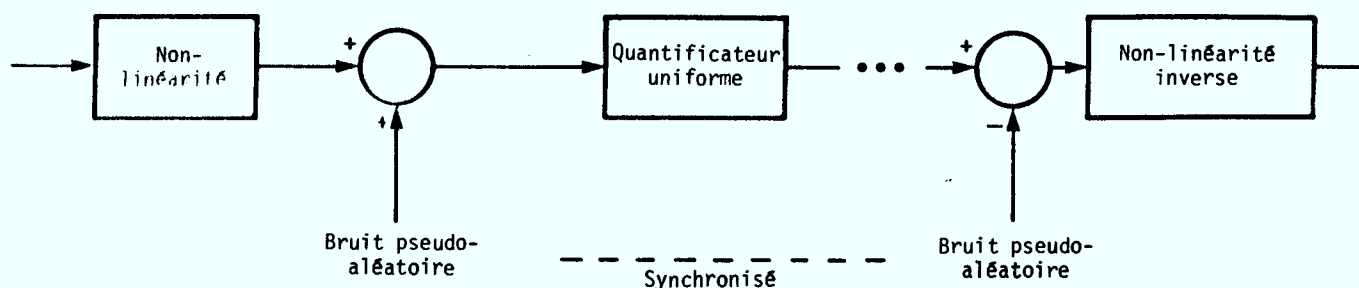 Non-
linéarité
+
+
Quantificateur
uniforme
+
−
Non-linéarité
inverse
Bruit pseudo-
aléatoire
Synchronisé
Bruit pseudo-
aléatoire